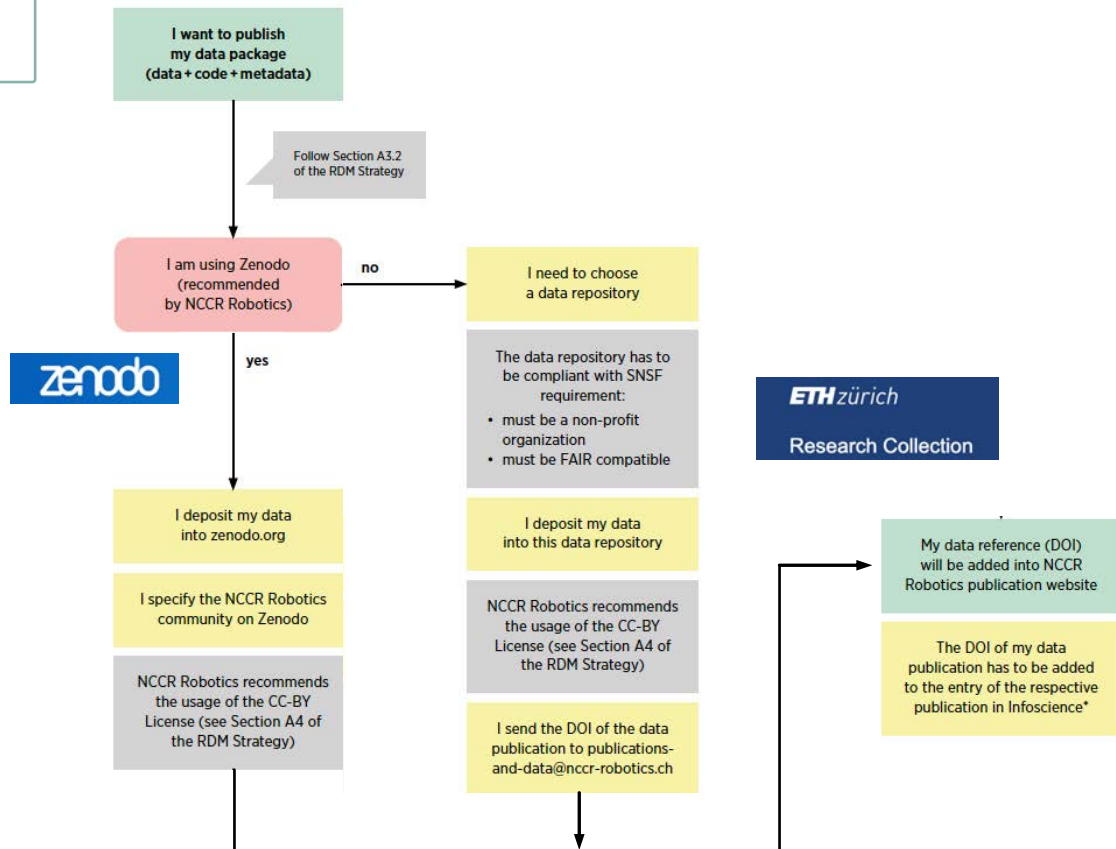 I want to publish
my data package
(data + code + metadata)
Follow Section A3.2
of the RDM Strategy
I am using Zenodo
(recommended
by NCCR Robotics)
no
yes
zenodo
I deposit my data
into zenodo.org
I specify the NCCR Robotics
community on Zenodo
NCCR Robotics recommends
the usage of the CC-BY
License (see Section A4 of
the RDM Strategy)
I need to choose
a data repository
The data repository has to
be compliant with SNSF
requirement:
• must be a non-profit
organization
• must be FAIR compatible
I deposit my data
into this data repository
NCCR Robotics recommends
the usage of the CC-BY
License (see Section A4 of
the RDM Strategy)
I send the DOI of the data
publication to publications-
and-data@nccr-robotics.ch
ETH zürich
Research Collection
My data reference (DOI)
will be added into NCCR
Robotics publication website
The DOI of my data
publication has to be added
to the entry of the respective
publication in Infoscience*